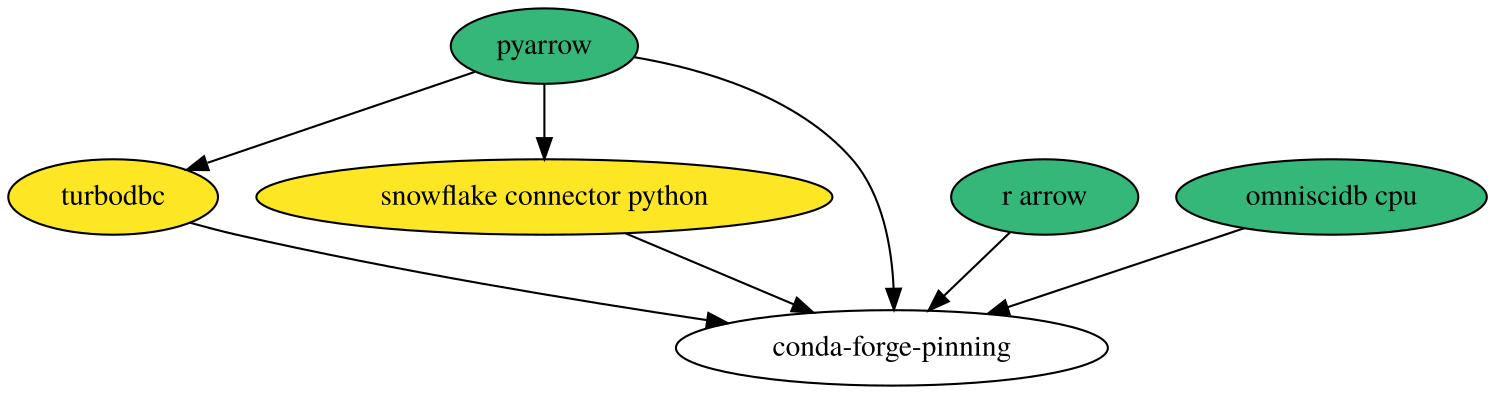 pyarrow
turbodbc
snowflake connector python
r arrow
omniscidb cpu
conda-forge-pinning